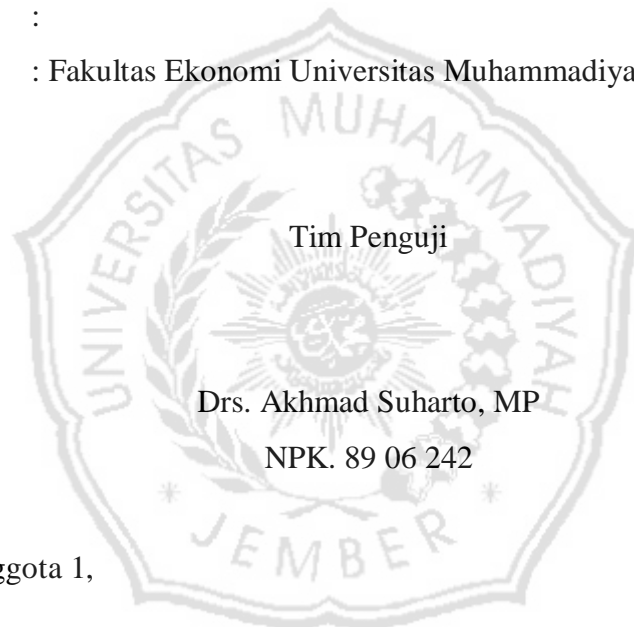 :
: Fakultas Ekonomi Universitas Muhammadiya
UNIVERSITAS MUHAMMADIYAH
Tim Penguji
Drs. Akhmad Suharto, MP
NPK. 89 06 242
JEMBER
ggota 1,